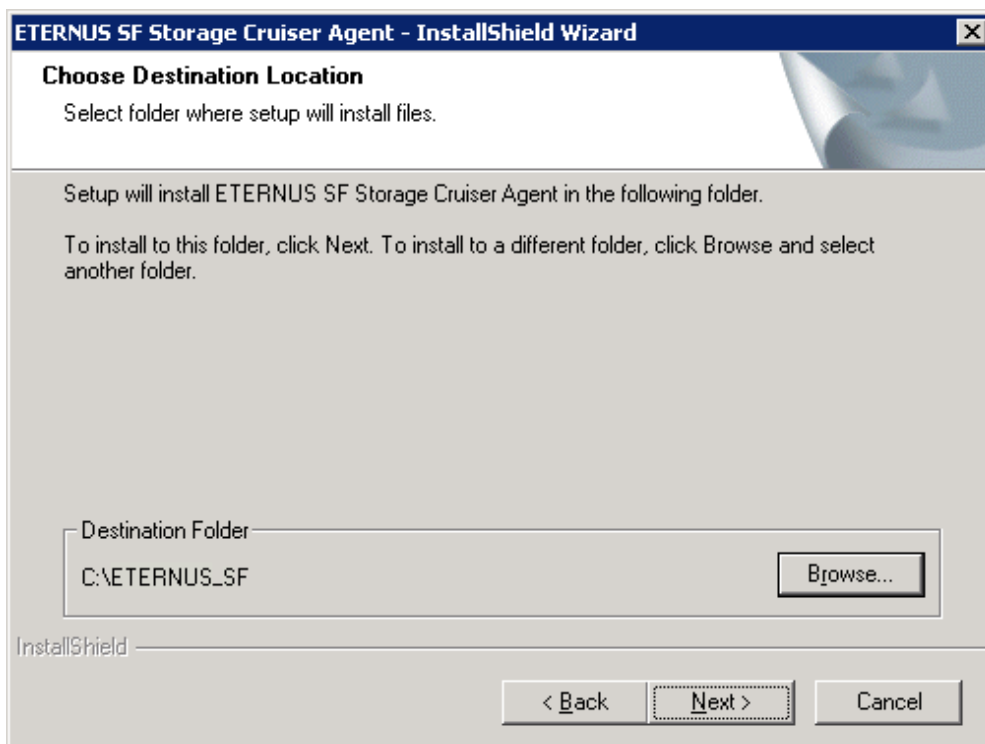 ETERNUS SF Storage Cruiser Agent - InstallShield Wizard
Choose Destination Location
Select folder where setup will install files.
Setup will install ETERNUS SF Storage Cruiser Agent in the following folder.
To install to this folder, click Next. To install to a different folder, click Browse and select
another folder.
Destination Folder
C:\ETERNUS_SF
Browse...
InstallShield
< Back
Next >
Cancel